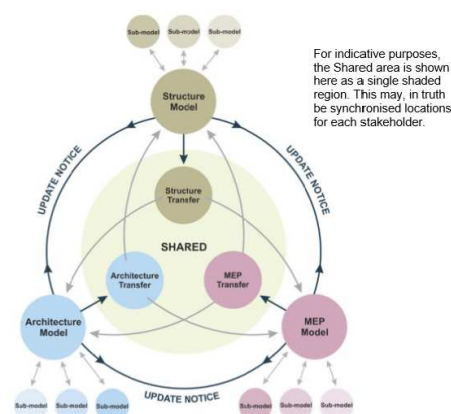 Sub-model Sub-model Sub-model
For indicative purposes,
the Shared area is shown
here as a single shaded
region. This may, in truth
be synchronised locations
for each stakeholder.
Structure
Model
UPDATE NOTICE
UPDATE NOTICE
Structure
Transfer
SHARED
Architecture
Transfer
MEP
Transfer
Architecture
Model
MEP
Model
UPDATE NOTICE
Sub-model Sub-model Sub-model
Sub-model Sub-model Sub-model